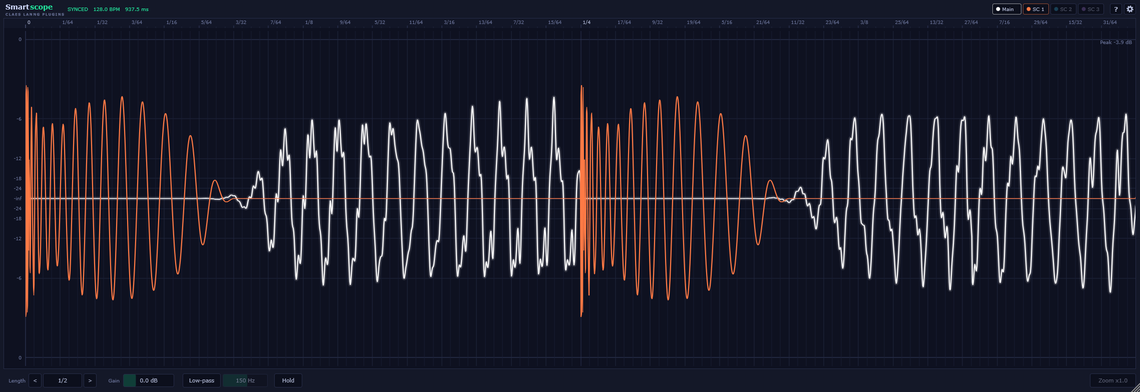 Smartscope SYNCED 128.0 BPM 937.5 ms Main SC 1 SC 2 SC 3 ?
CLASS LANNG PLUGINS
0 1/64 1/32 3/64 1/16 5/64 3/32 7/64 1/8 9/64 5/32 11/64 3/16 13/64 7/32 15/64 1/4 17/64 9/32 19/64 5/16 21/64 11/32 23/64 3/8 25/64 13/32 27/64 7/16 29/64 15/32 31/64
0 Peak -3.9 dB
-6
-12
-18
-24
-inf
-24
-18
-12
-6
0
Length < 1/2 > Gain 0.0 dB Low-pass 150 Hz Hold Zoom x1.0